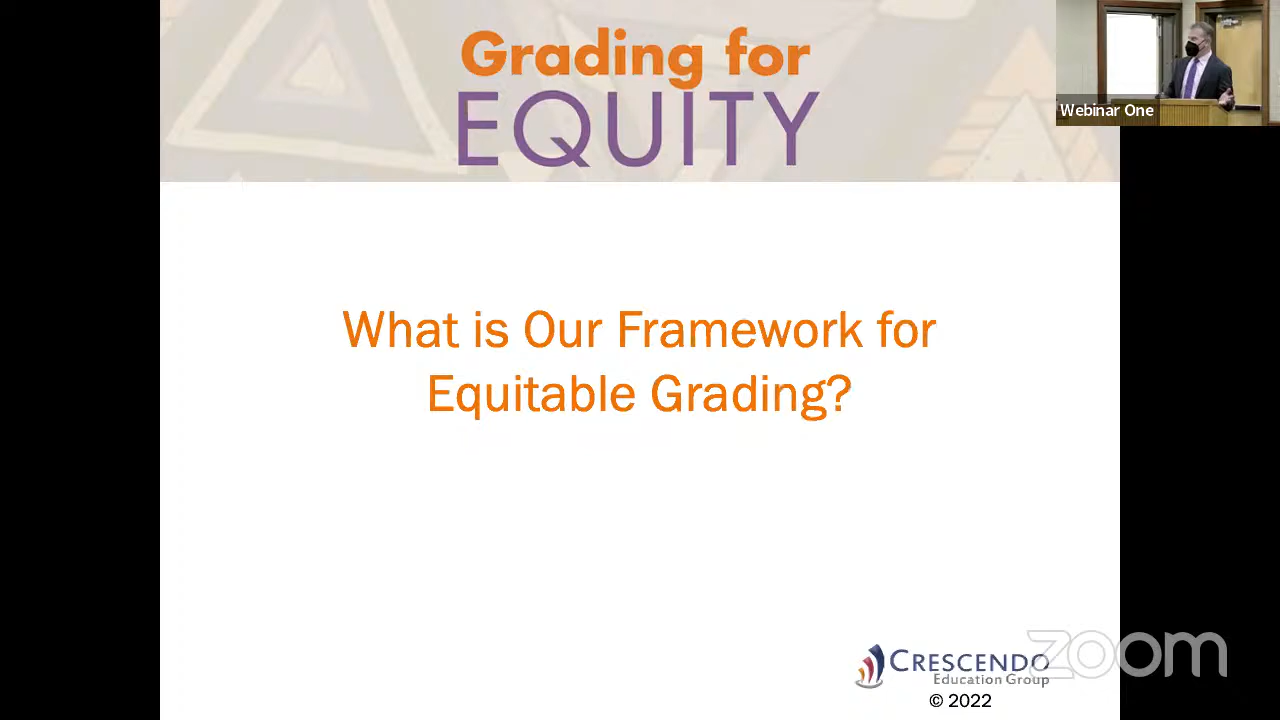 Grading for
EQUITY
Webinar One
What is Our Framework for
Equitable Grading?
CRESCENDO
Education Group
© 2022
zoom